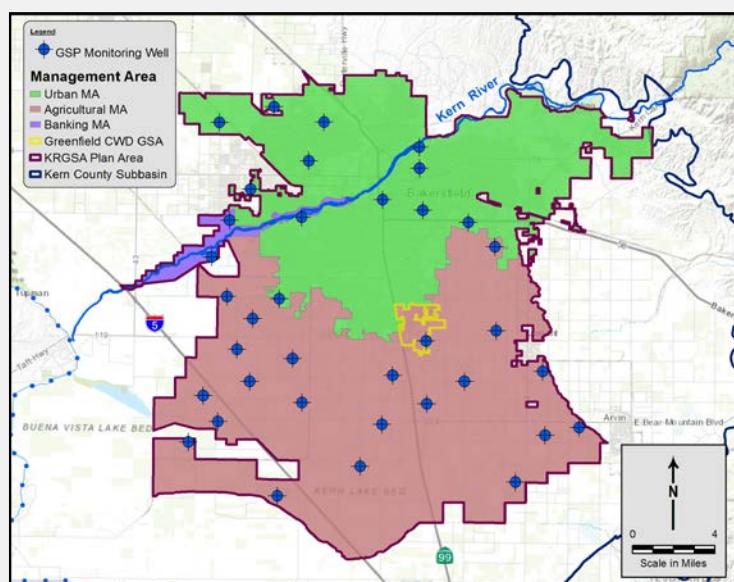 Legend
GSP Monitoring Well
Management Area
Urban MA
Agricultural MA
Banking MA
Greenfield CWD GSA
KRGSA Plan Area
Kern County Subbasin
Kern River
Bakersfield
43
58
Tupman
5
119
Taft-Hwy
BUENA VISTA LAKE BED
Arvin
E-Bear-Mountain-Blvd
KERN LAKE BED
99
N
0
4
Scale in Miles